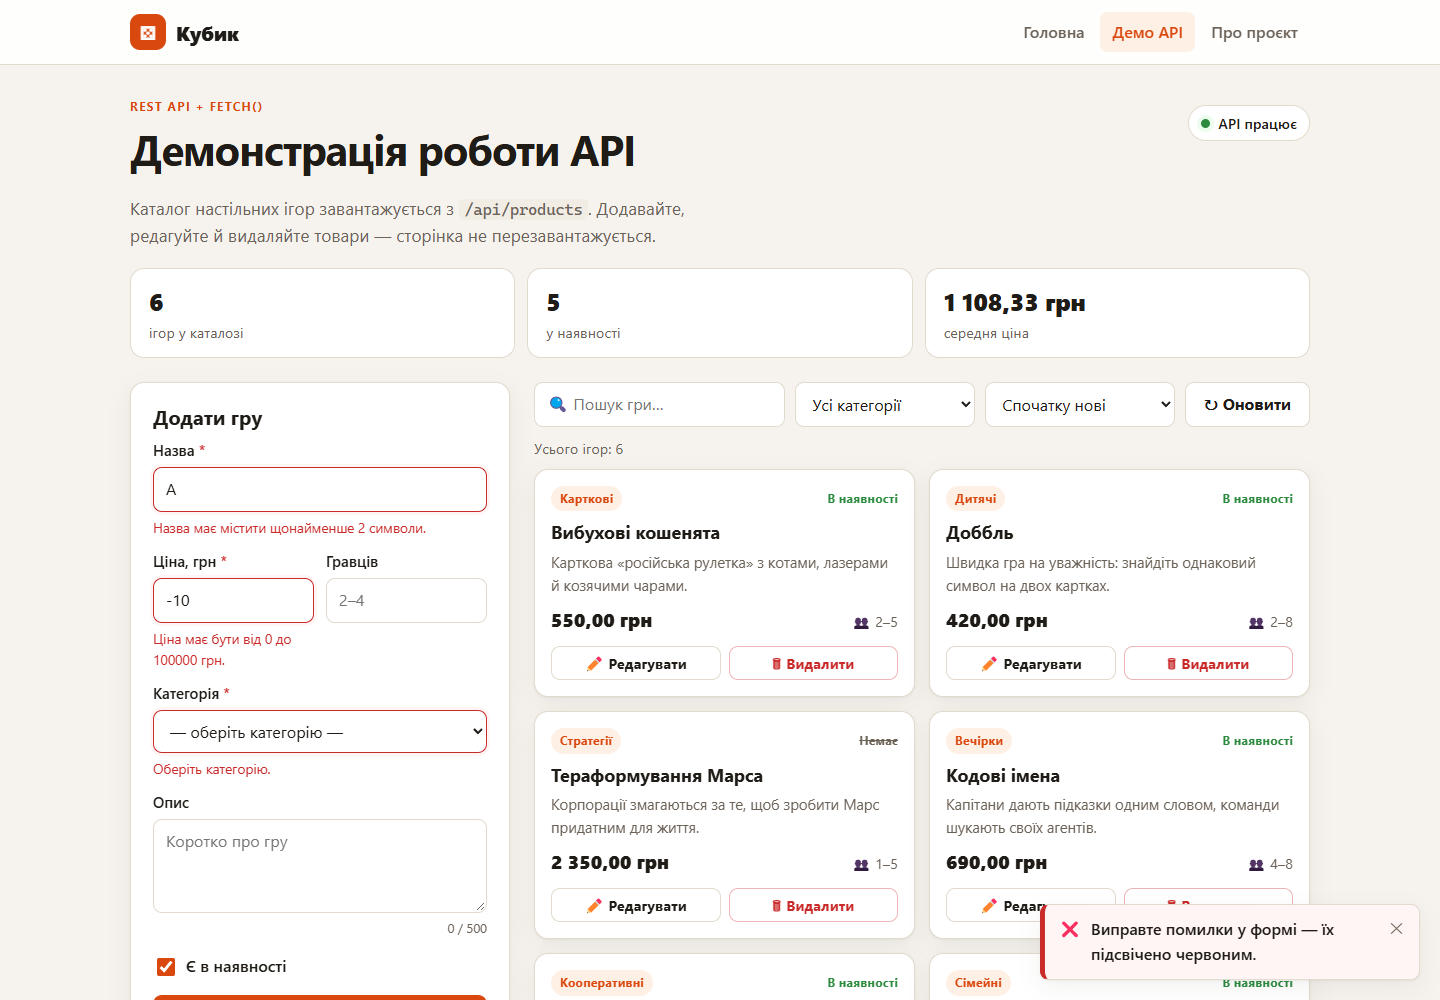 Кубик
Головна
Демо API
Про проєкт
REST API + FETCH()
Демонстрація роботи API
API працює
Каталог настільних ігор завантажується з /api/products . Додавайте,
редагуйте й видаляйте товари — сторінка не перезавантажується.
6
ігор у каталозі
5
у наявності
1 108,33 грн
середня ціна
Додати гру
Назва *
A
Назва має містити щонайменше 2 символи.
Ціна, грн *
Гравців
-10
2–4
Ціна має бути від 0 до
100000 грн.
Категорія *
— оберіть категорію —
Оберіть категорію.
Опис
Коротко про гру
0 / 500
Є в наявності
Пошук гри...
Усі категорії
Спочатку нові
↻ Оновити
Усього ігор: 6
Карткові
В наявності
Вибухові кошенята
Карткова «російська рулетка» з котами, лазерами
й козячими чарами.
550,00 грн
2–5
Редагувати
Видалити
Дитячі
В наявності
Доббль
Швидка гра на уважність: знайдіть однаковий
символ на двох картках.
420,00 грн
2–8
Редагувати
Видалити
Стратегії
Немає
Тераформування Марса
Корпорації змагаються за те, щоб зробити Марс
придатним для життя.
2 350,00 грн
1–5
Редагувати
Видалити
Вечірки
В наявності
Кодові імена
Капітани дають підказки одним словом, команди
шукають своїх агентів.
690,00 грн
4–8
Кооперативні
В наявності
Сімейні
В наявності
Виправте помилки у формі — їх
підсвічено червоним.